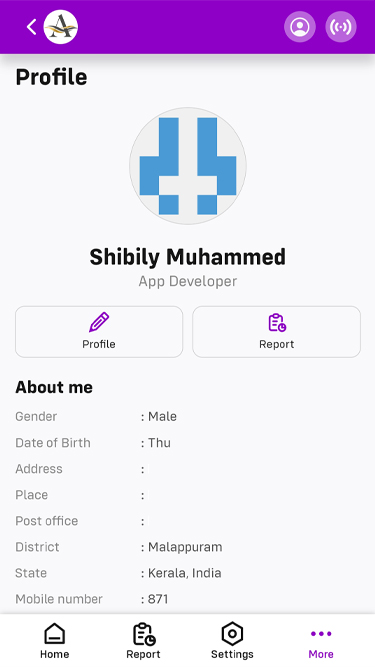 Profile
Shibily Muhammed
App Developer
Profile Report
About me
Gender : Male
Date of Birth : Thu
Address :
Place :
Post office :
District : Malappuram
State : Kerala, India
Mobile number : 871
Home Report Settings More